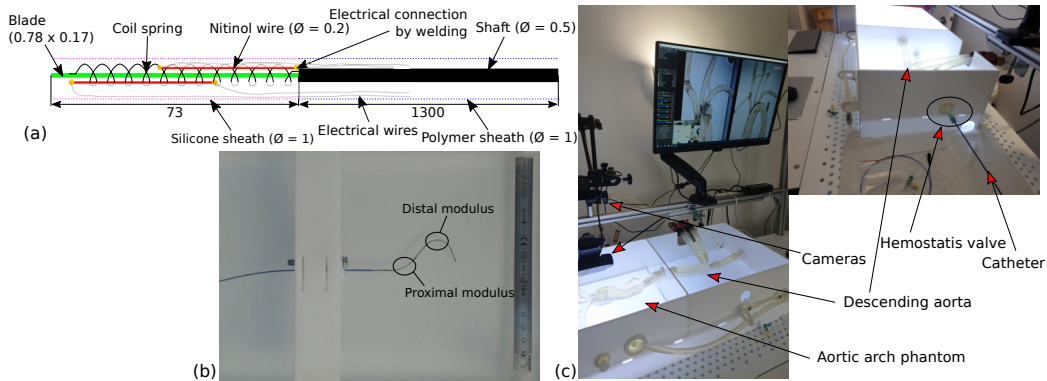 Blade
(0.78 x 0.17)
Coil spring
Nitinol wire (Ø = 0.2)
Electrical connection
by welding
Shaft (Ø = 0.5)
73
1300
(a)
Silicone sheath (Ø = 1)
Electrical wires
Polymer sheath (Ø = 1)
Distal modulus
Proximal modulus
(b)
Hemostatis valve
Catheter
Cameras
Descending aorta
Aortic arch phantom
(c)